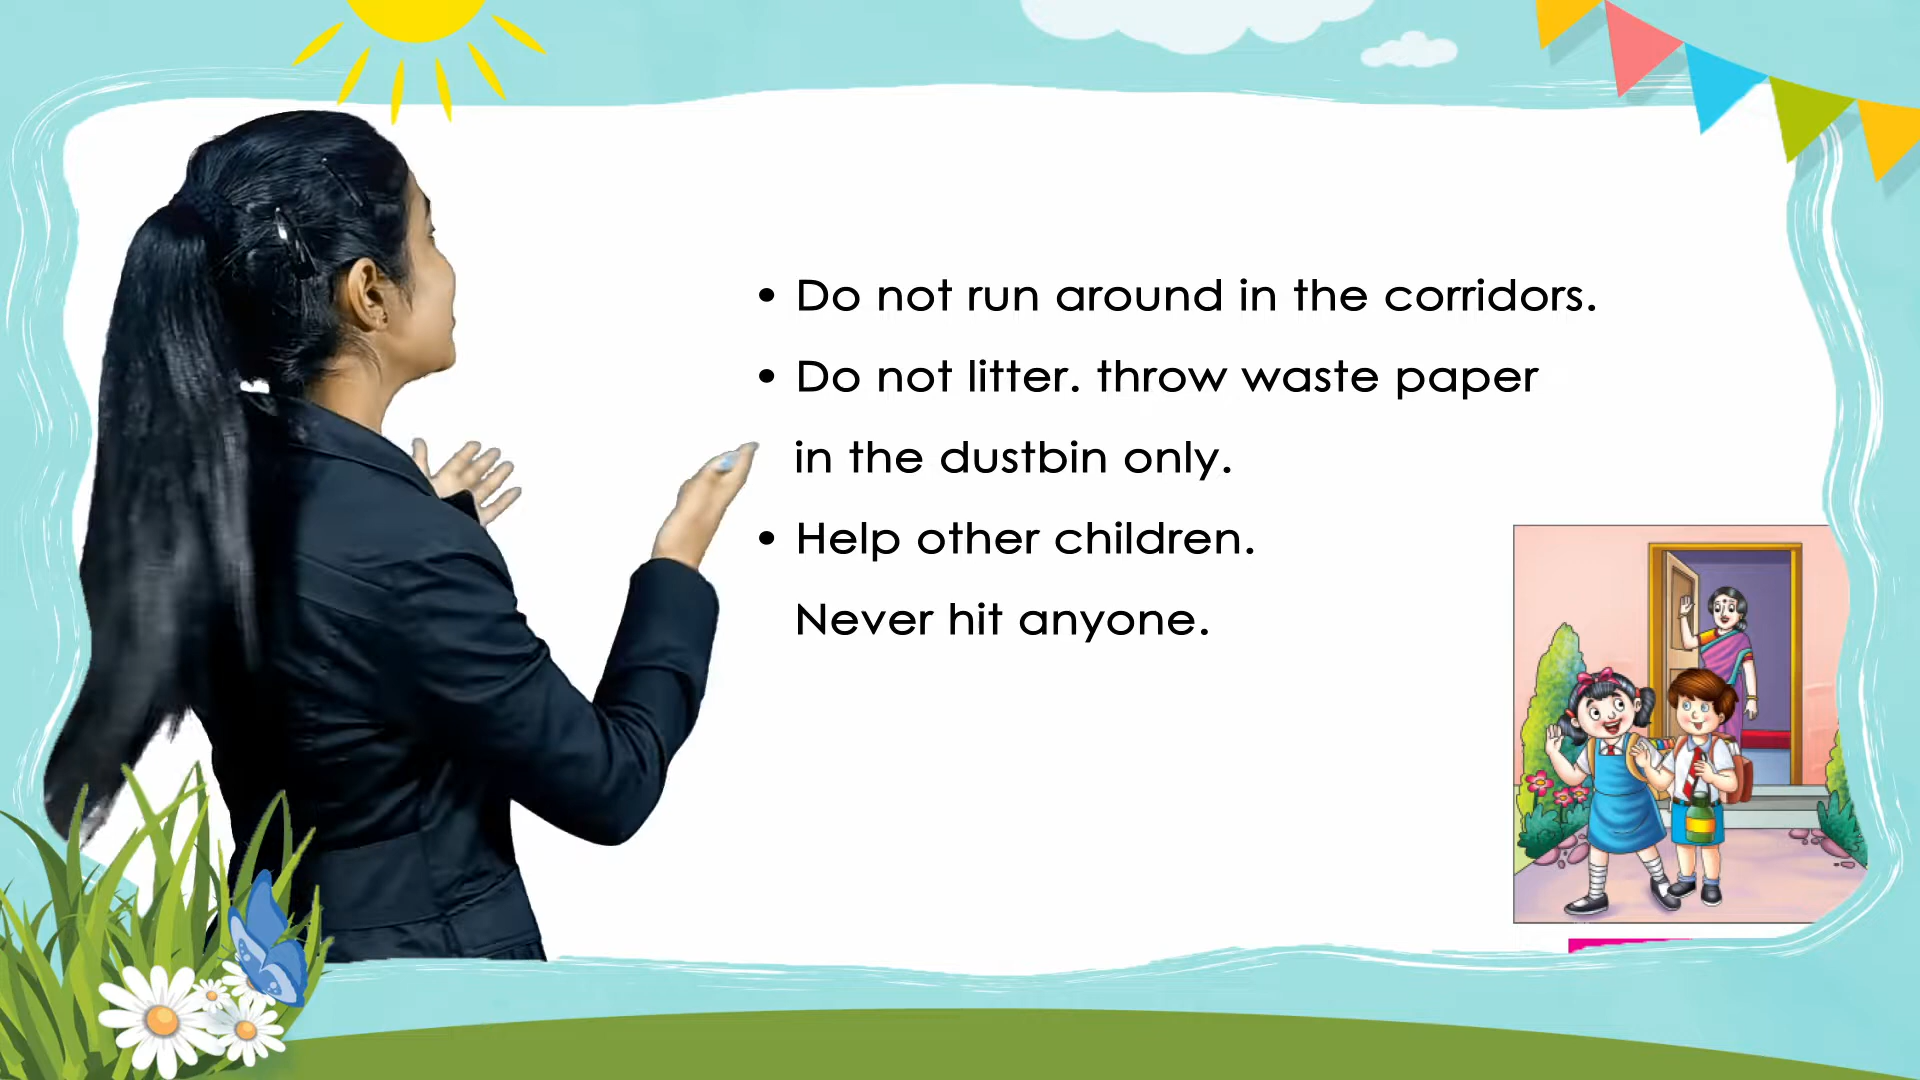 • Do not run around in the corridors.
• Do not litter. throw waste paper
in the dustbin only.
• Help other children.
Never hit anyone.